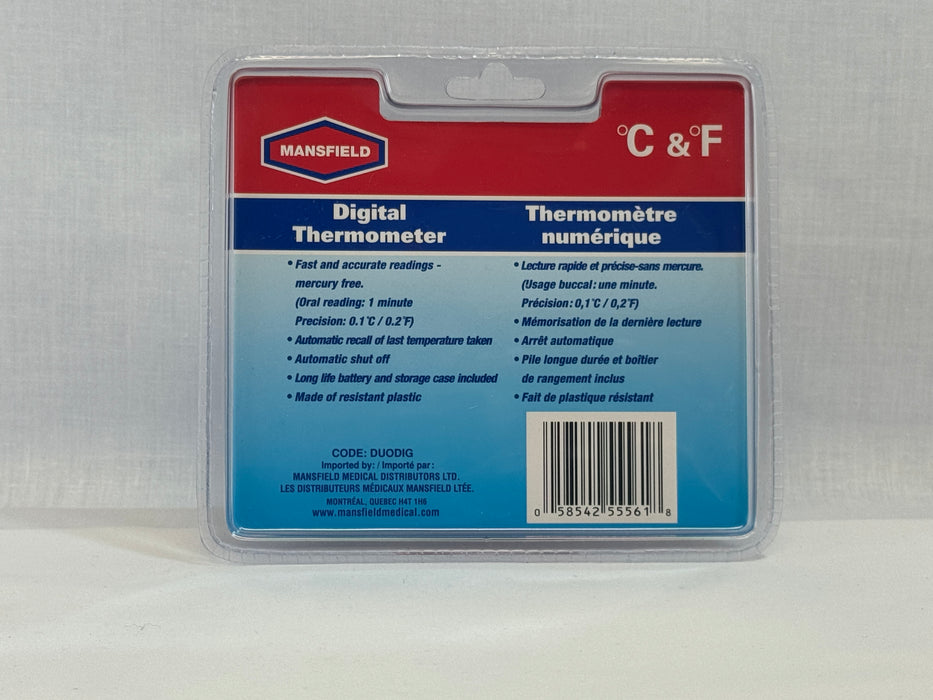 MANSFIELD
°C & °F
Digital
Thermometer
• Fast and accurate readings -
mercury free.
(Oral reading: 1 minute
Precision: 0.1°C / 0.2°F)
• Automatic recall of last temperature taken
• Automatic shut off
• Long life battery and storage case included
• Made of resistant plastic
Thermomètre
numérique
• Lecture rapide et précise-sans mercure.
(Usage buccal: une minute.
Précision: 0,1°C / 0,2°F)
• Mémorisation de la dernière lecture
• Arrêt automatique
• Pile longue durée et boîtier
de rangement inclus
• Fait de plastique résistant
CODE: DUODIG
Imported by: / Importé par:
MANSFIELD MEDICAL DISTRIBUTORS LTD.
LES DISTRIBUTEURS MÉDICAUX MANSFIELD LTÉE.
MONTRÉAL, QUEBEC H4T 1H6
www.mansfieldmedical.com
0 58542 55561 8